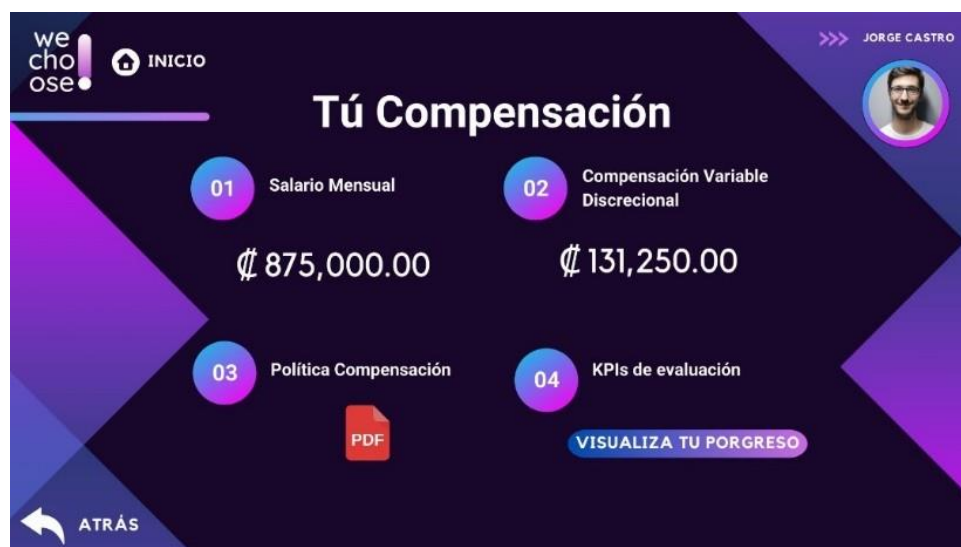 we
cho
ose
INICIO
>>> JORGE CASTRO
Tú Compensación
01 Salario Mensual
02 Compensación Variable
Discrecional
₡ 875,000.00
₡ 131,250.00
03 Política Compensación
04 KPIs de evaluación
PDF
VISUALIZA TU PORGRESO
ATRÁS